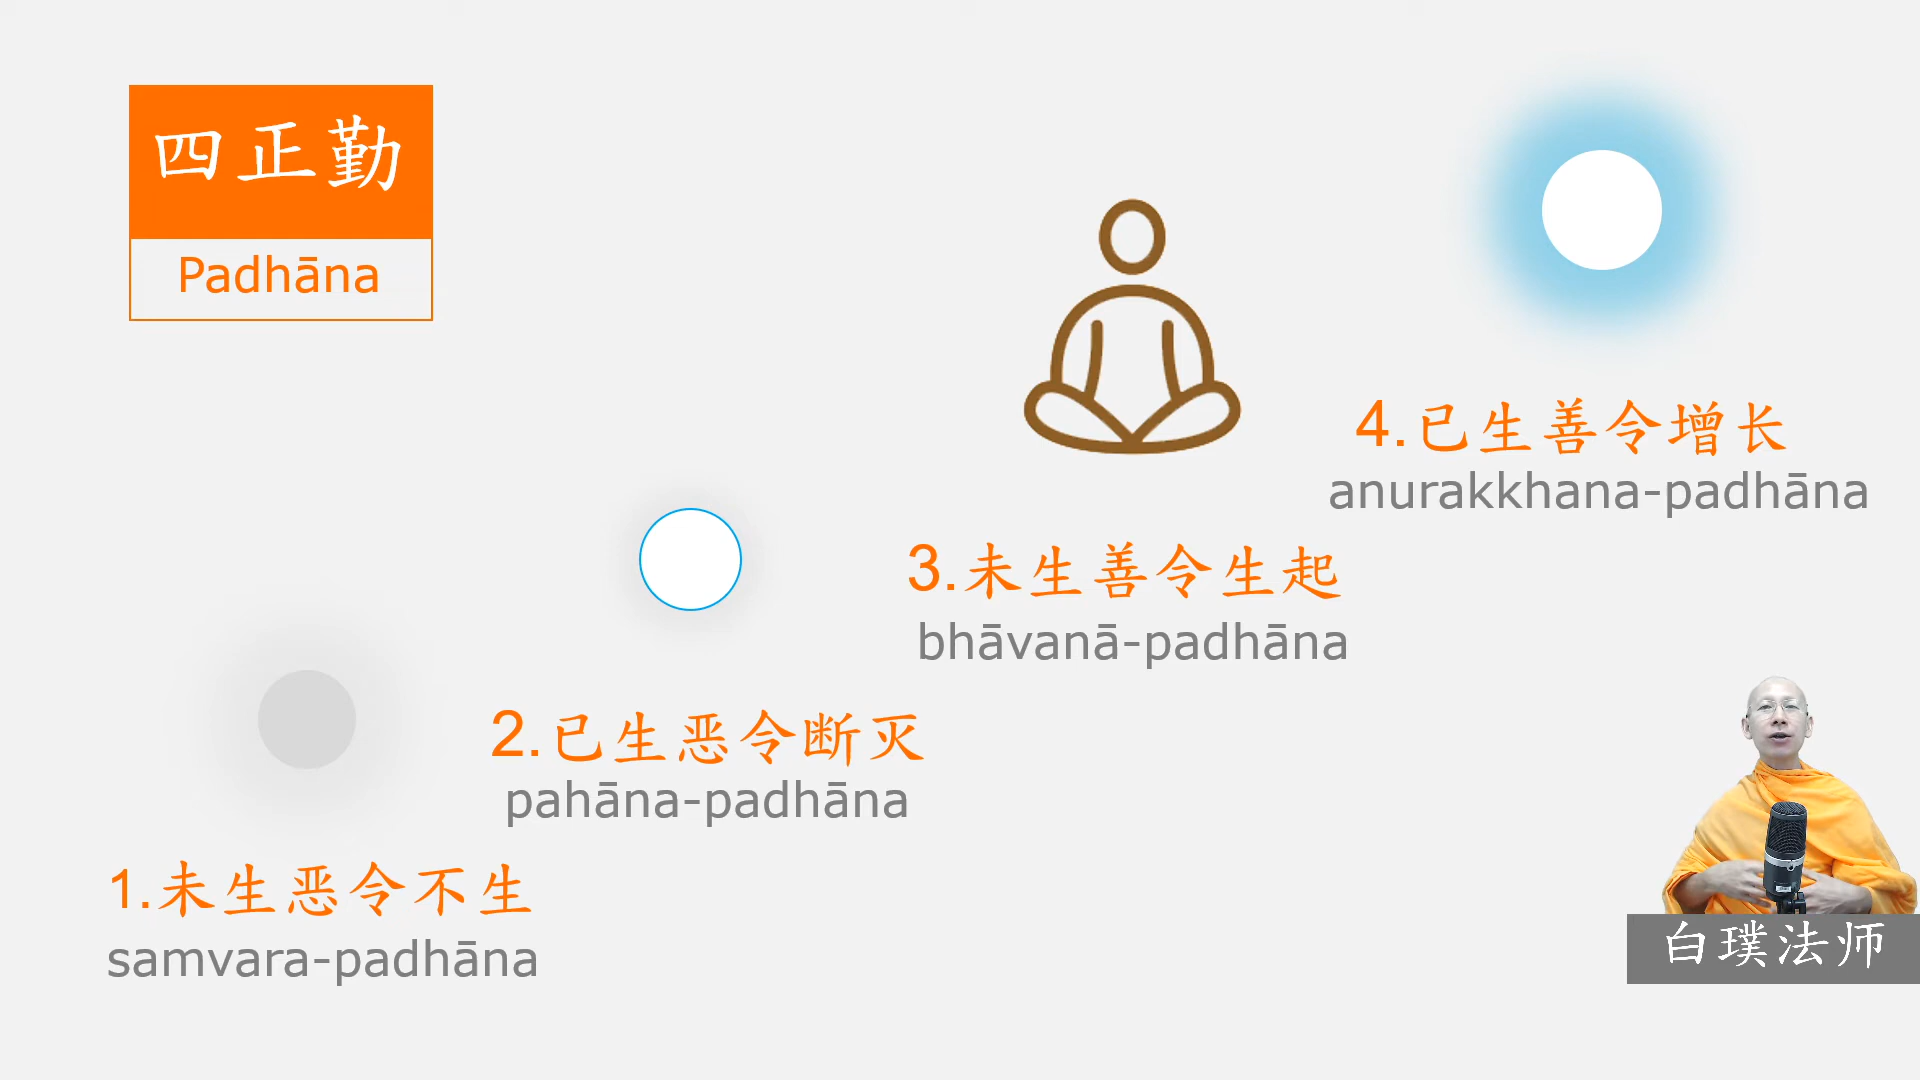 四正勤
Padhāna
1.未生恶令不生
samvara-padhāna
2.已生恶令断灭
pahāna-padhāna
3.未生善令生起
bhāvanā-padhāna
4.已生善令增长
anurakkhana-padhāna
白璞法师